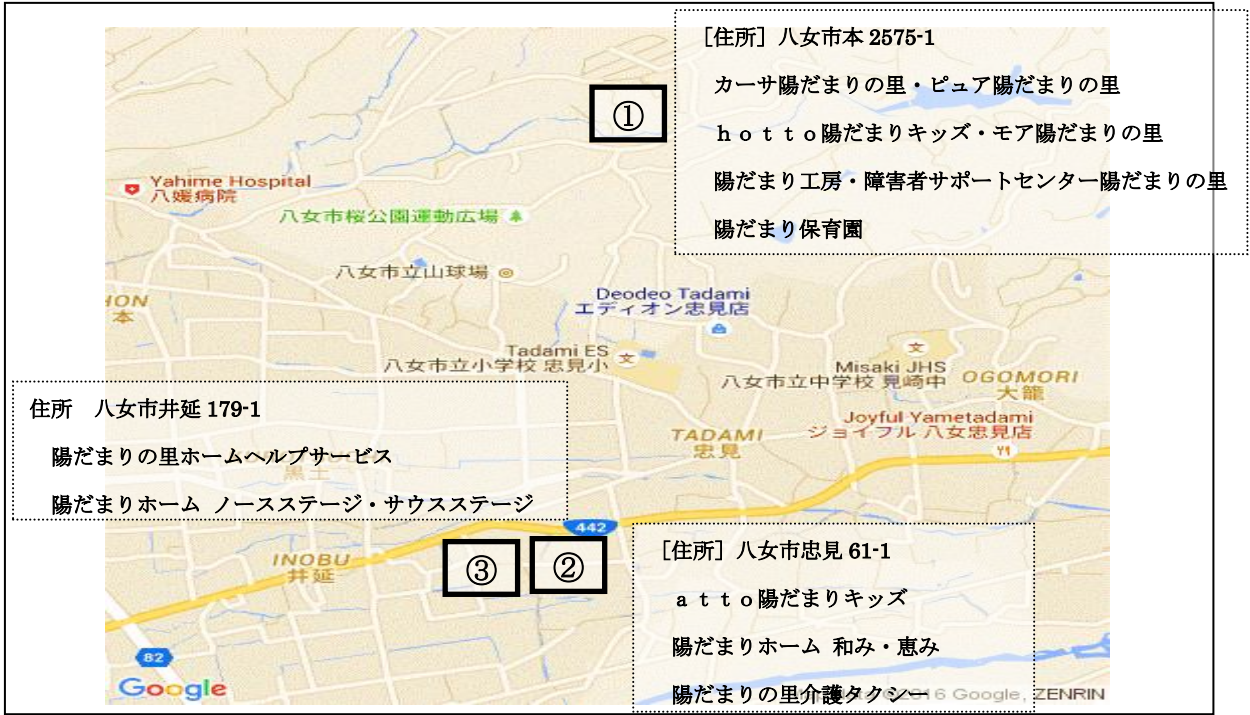 ［住所］八女市本 2575-1
カーサ陽だまりの里・ピュア陽だまりの里
ｈｏｔｔｏ陽だまりキッズ・モア陽だまりの里
陽だまり工房・障害者サポートセンター陽だまりの里
陽だまり保育園
①
Yahime Hospital
八媛病院
八女市桜公園運動広場
八女市立山球場
HON
本
Deodeo Tadami
エディオン忠見店
Tadami ES
八女市立小学校 忠見小
Misaki JHS
八女市立中学校 見崎中
OGOMORI
大籠
Joyful Yametadami
ジョイフル 八女忠見店
TADAMI
忠見
住所　八女市井延 179-1
陽だまりの里ホームヘルプサービス
黒土
陽だまりホーム ノースステージ・サウスステージ
442
③
②
INOBU
井延
［住所］八女市忠見 61-1
ａｔｔｏ陽だまりキッズ
陽だまりホーム 和み・恵み
陽だまりの里介護タクシー
82
Google
6 Google, ZENRIN